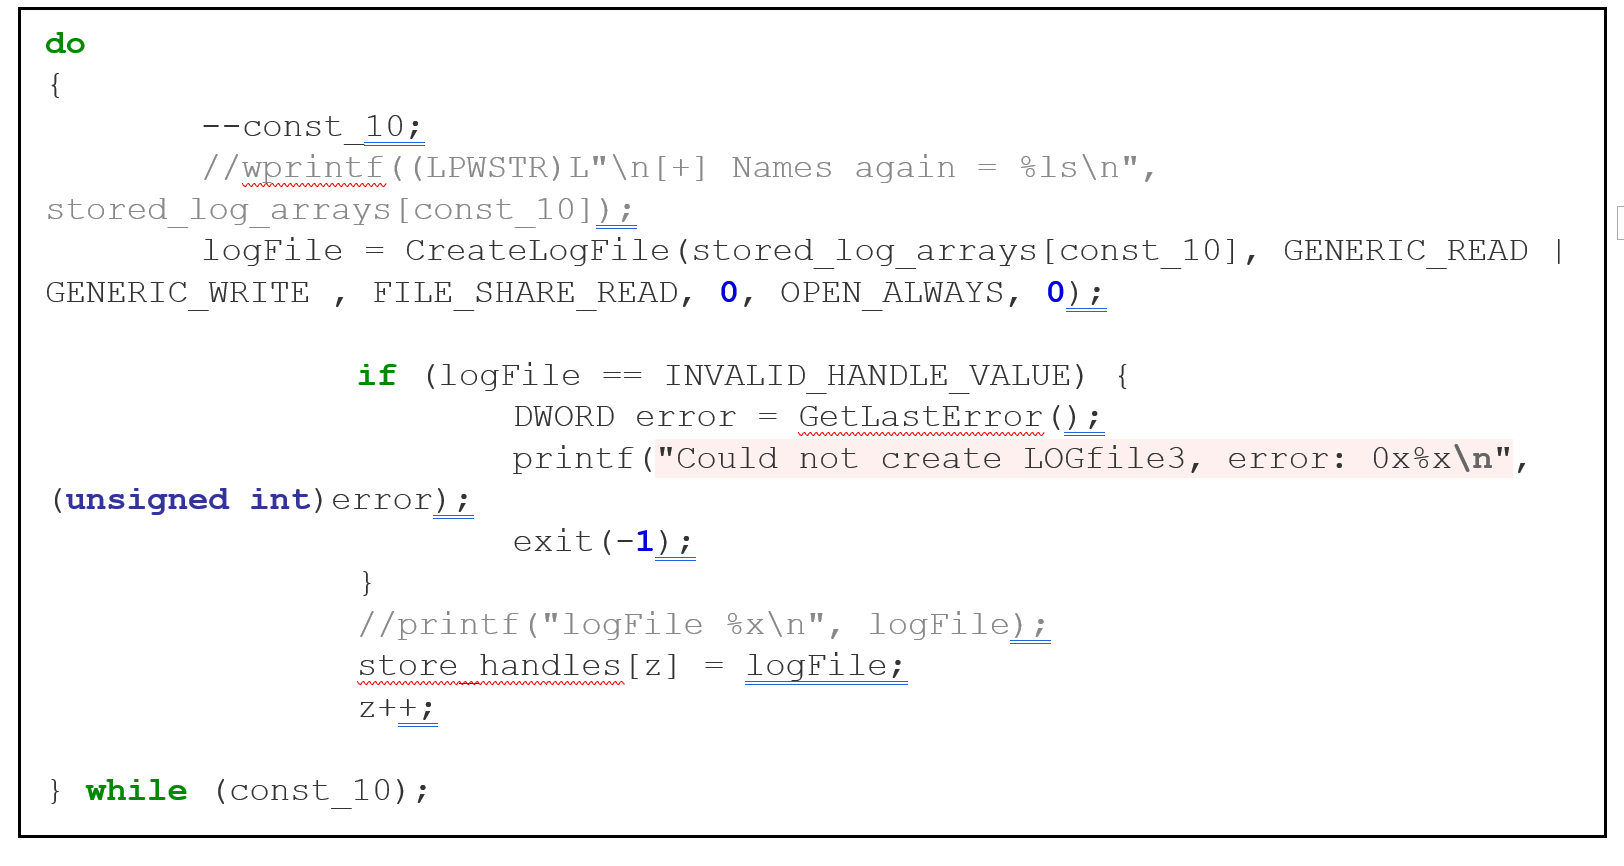 do
{
--const_10;
//wprintf((LPWSTR)L"\n[+] Names again = %ls\n",
stored_log_arrays[const_10]);
logFile = CreateLogFile(stored_log_arrays[const_10], GENERIC_READ |
GENERIC_WRITE , FILE_SHARE_READ, 0, OPEN_ALWAYS, 0);
if (logFile == INVALID_HANDLE_VALUE) {
DWORD error = GetLastError();
printf("Could not create LOGfile3, error: 0x%x\n",
(unsigned int)error);
exit(-1);
}
//printf("logFile %x\n", logFile);
store_handles[z] = logFile;
z++;
} while (const_10);